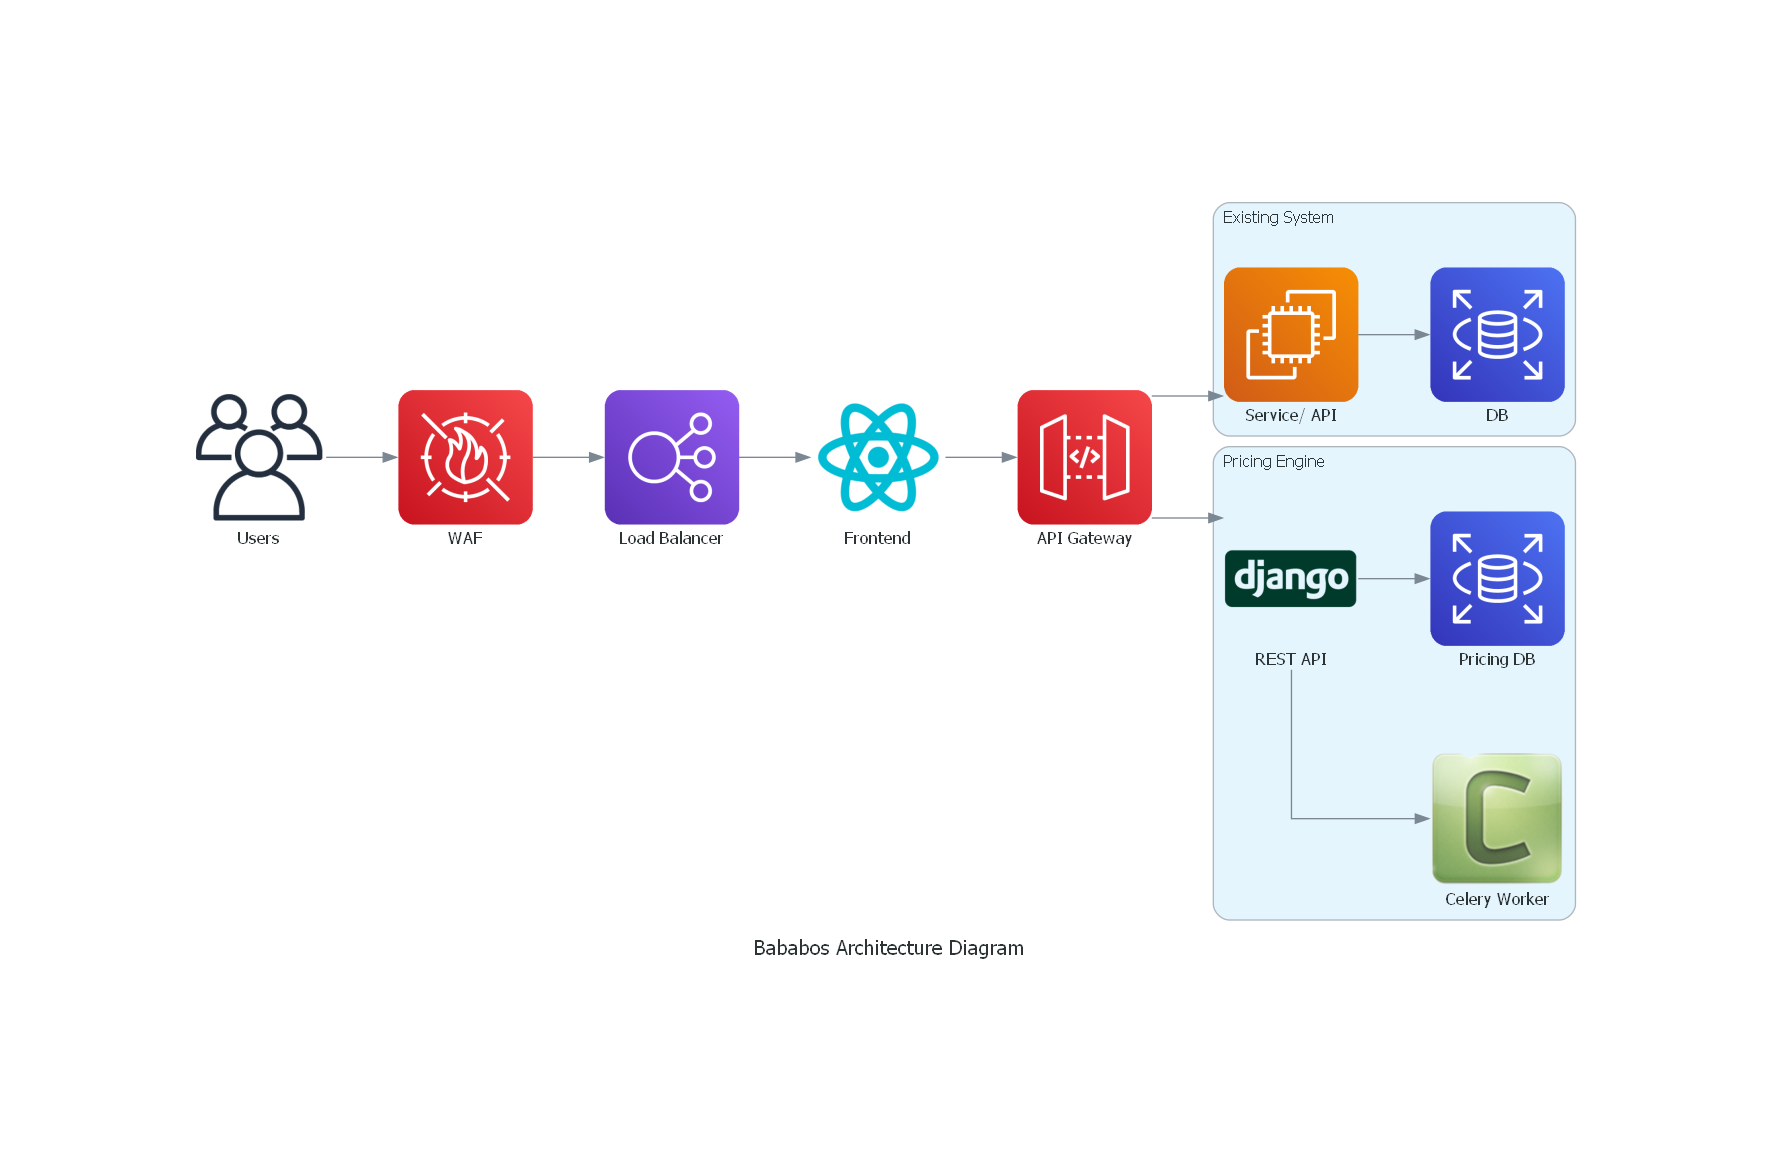 Existing System
Service/ API
DB
Users
WAF
Load Balancer
Frontend
API Gateway
Pricing Engine
django
REST API
Pricing DB
C
Celery Worker
Bababos Architecture Diagram